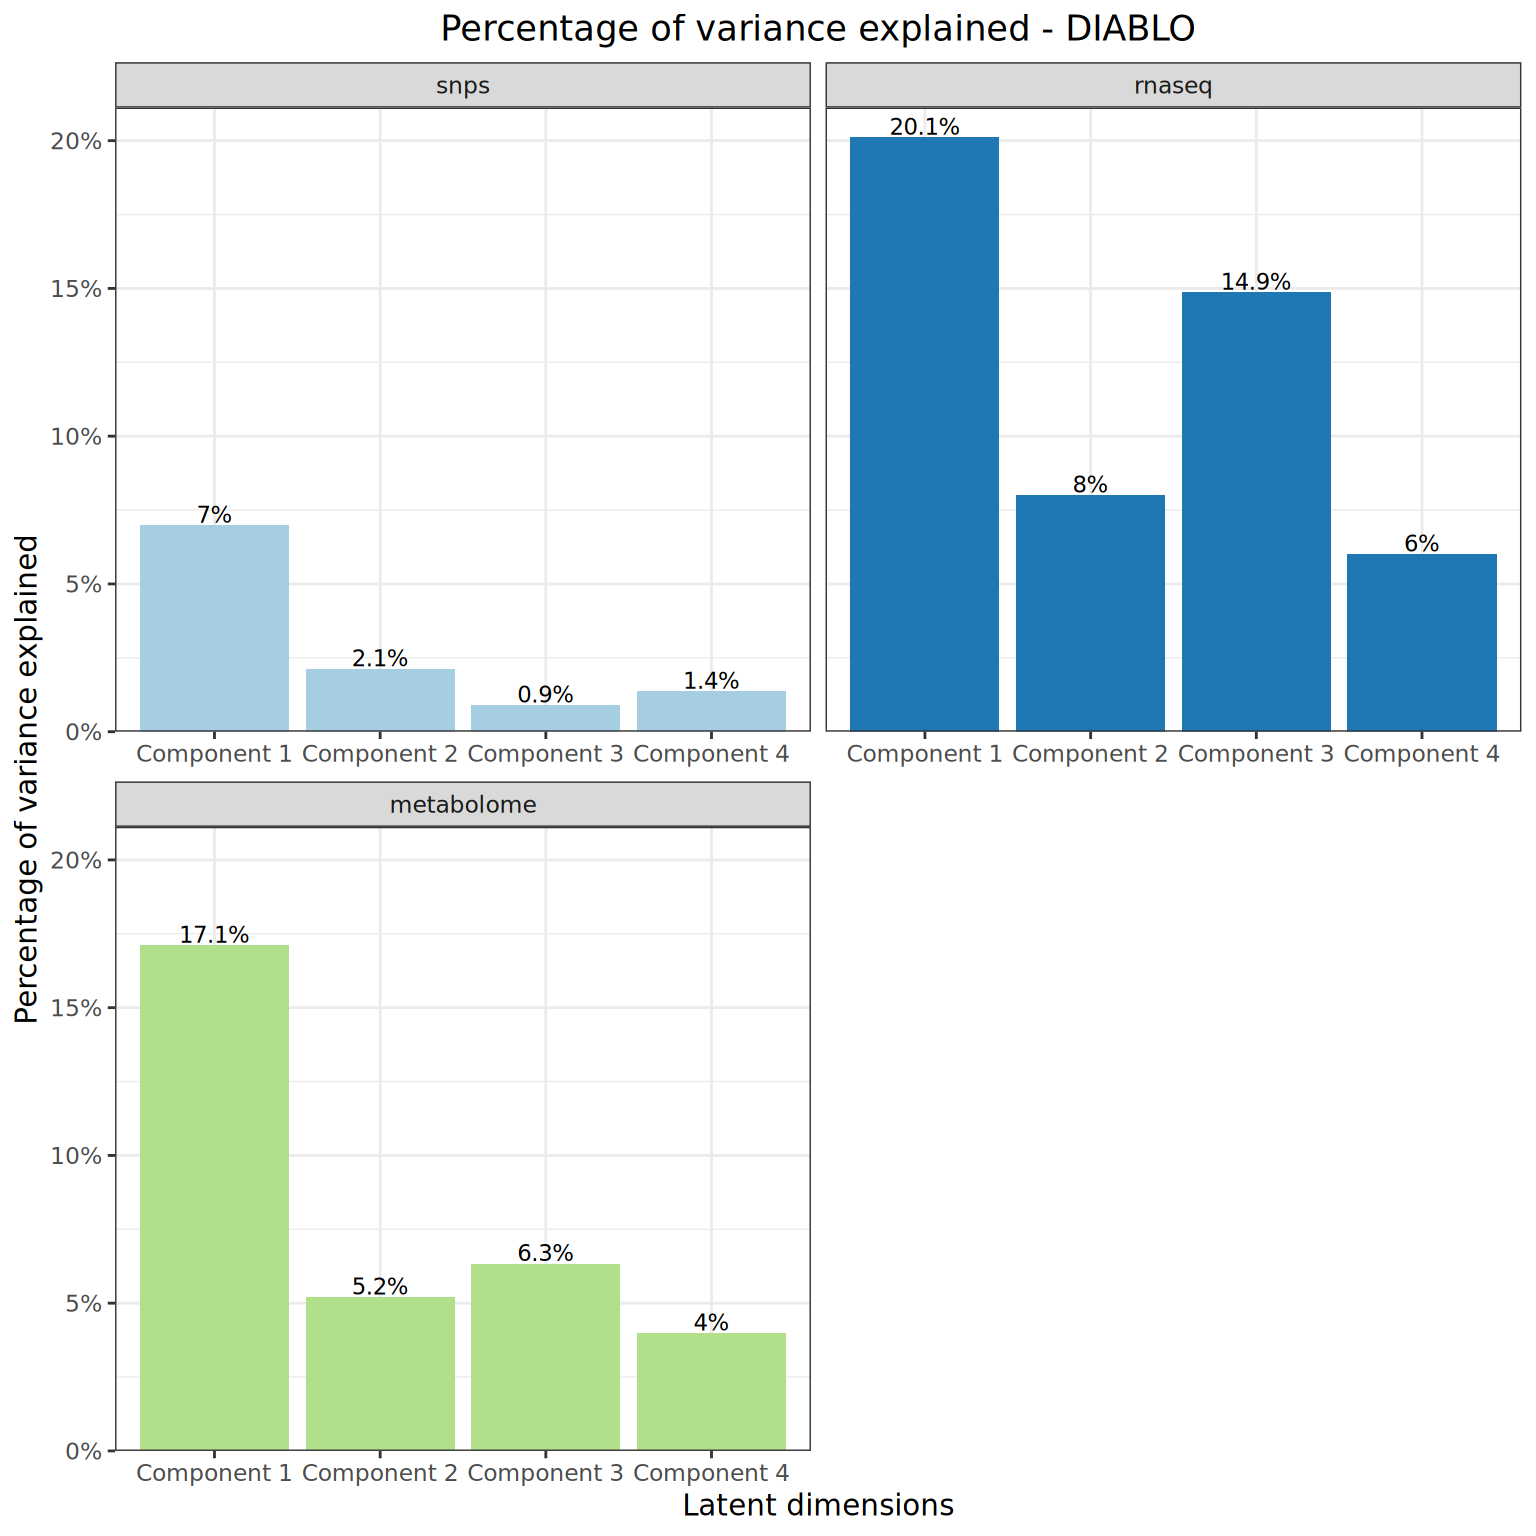 Percentage of variance explained - DIABLO
snps
rnaseq
20%
15%
10%
5%
0%
7%
2.1%
0.9%
1.4%
20.1%
8%
14.9%
6%
Component 1 Component 2 Component 3 Component 4
Component 1 Component 2 Component 3 Component 4
Percentage of variance explained
metabolome
20%
15%
10%
5%
0%
17.1%
5.2%
6.3%
4%
Component 1 Component 2 Component 3 Component 4
Latent dimensions